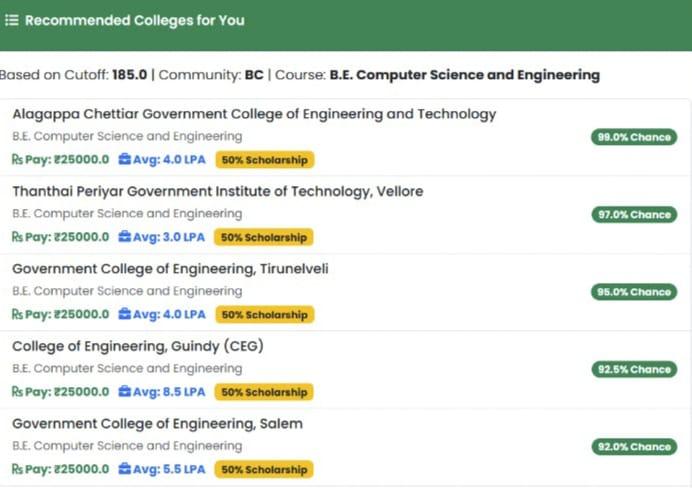 Recommended Colleges for You
Based on Cutoff: 185.0 | Community: BC | Course: B.E. Computer Science and Engineering
Alagappa Chettiar Government College of Engineering and Technology
B.E. Computer Science and Engineering
99.0% Chance
₨ Pay: ₹25000.0 Avg: 4.0 LPA 50% Scholarship
Thanthai Periyar Government Institute of Technology, Vellore
B.E. Computer Science and Engineering
97.0% Chance
₨ Pay: ₹25000.0 Avg: 3.0 LPA 50% Scholarship
Government College of Engineering, Tirunelveli
B.E. Computer Science and Engineering
95.0% Chance
₨ Pay: ₹25000.0 Avg: 4.0 LPA 50% Scholarship
College of Engineering, Guindy (CEG)
B.E. Computer Science and Engineering
92.5% Chance
₨ Pay: ₹25000.0 Avg: 8.5 LPA 50% Scholarship
Government College of Engineering, Salem
B.E. Computer Science and Engineering
92.0% Chance
₨ Pay: ₹25000.0 Avg: 5.5 LPA 50% Scholarship